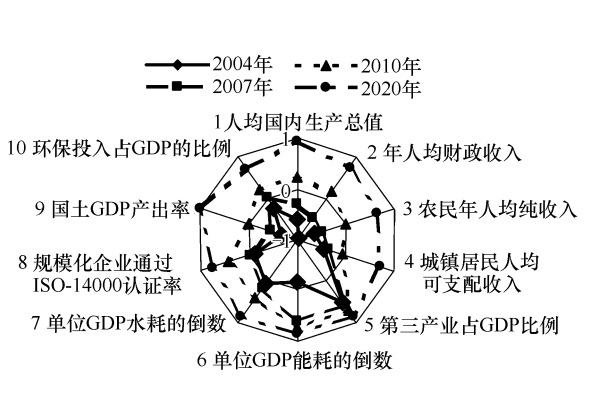 2004年
2010年
2007年
2020年
1人均国内生产总值
1
10 环保投入占GDP的比例
2 年人均财政收入
0
9 国土GDP产出率
3 农民年人均纯收入
-1
8 规模化企业通过
ISO-14000认证率
4 城镇居民人均
可支配收入
7 单位GDP水耗的倒数
5 第三产业占GDP比例
6 单位GDP能耗的倒数